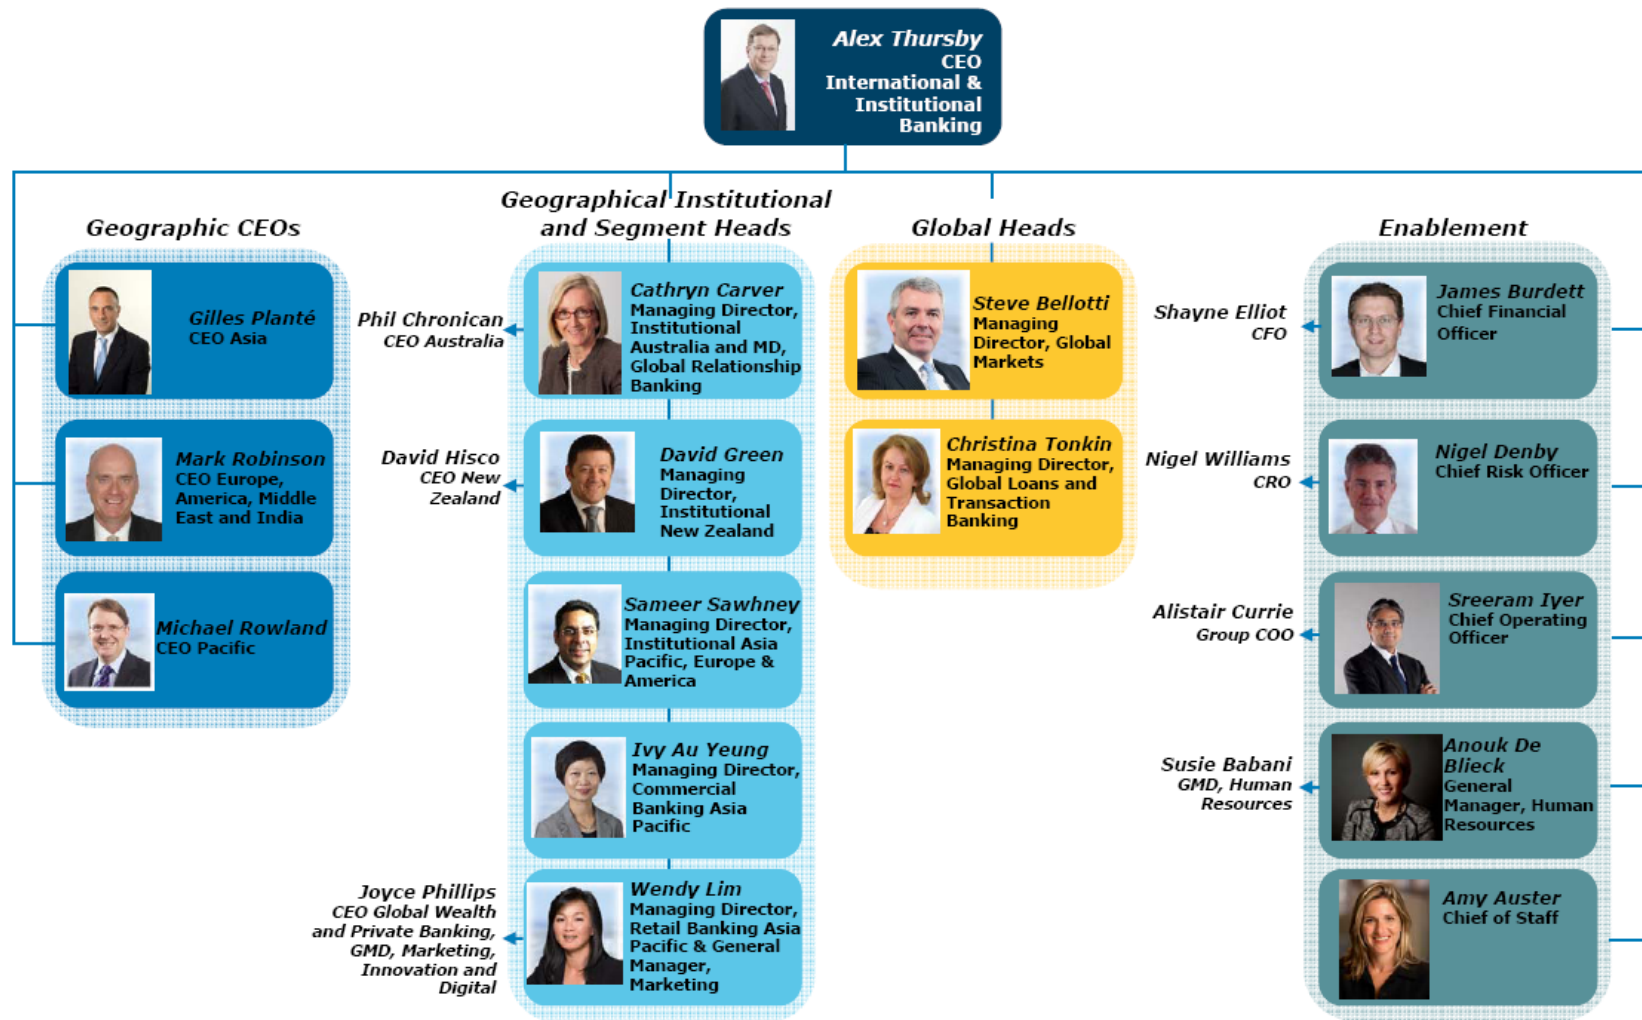 Alex Thursby
CEO
International &
Institutional
Banking
Geographic CEOs
Gilles Planté
CEO Asia
Mark Robinson
CEO Europe,
America, Middle
East and India
Michael Rowland
CEO Pacific
Geographical Institutional
and Segment Heads
Phil Chronican
CEO Australia
Cathryn Carver
Managing Director,
Institutional
Australia and MD,
Global Relationship
Banking
David Hisco
CEO New
Zealand
David Green
Managing
Director,
Institutional
New Zealand
Sameer Sawhney
Managing Director,
Institutional Asia
Pacific, Europe &
America
Ivy Au Yeung
Managing Director,
Commercial
Banking Asia
Pacific
Joyce Phillips
CEO Global Wealth
and Private Banking,
GMD, Marketing,
Innovation and
Digital
Wendy Lim
Managing Director,
Retail Banking Asia
Pacific & General
Manager,
Marketing
Global Heads
Steve Bellotti
Managing
Director, Global
Markets
Christina Tonkin
Managing Director,
Global Loans and
Transaction
Banking
Enablement
Shayne Elliot
CFO
James Burdett
Chief Financial
Officer
Nigel Williams
CRO
Nigel Denby
Chief Risk Officer
Alistair Currie
Group COO
Sreeram Iyer
Chief Operating
Officer
Susie Babani
GMD, Human
Resources
Anouk De
Blieck
General
Manager, Human
Resources
Amy Auster
Chief of Staff